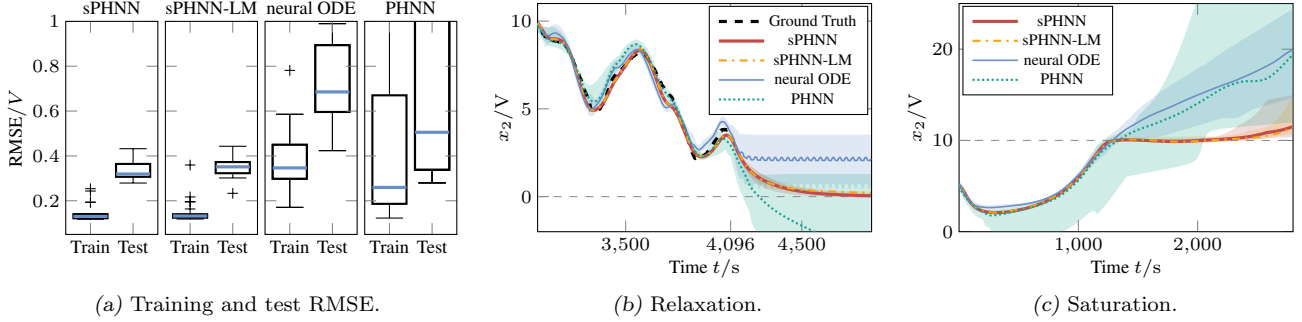 sPHNN sPHNN-LM neural ODE PHNN
RMSE/V
1
0.8
0.6
0.4
0.2
Train Test Train Test Train Test Train Test
(a) Training and test RMSE.
x2/V
10
5
0
Ground Truth
sPHNN
sPHNN-LM
neural ODE
PHNN
3,500 4,096 4,500
Time t/s
(b) Relaxation.
x2/V
20
10
0
sPHNN
sPHNN-LM
neural ODE
PHNN
1,000 2,000
Time t/s
(c) Saturation.